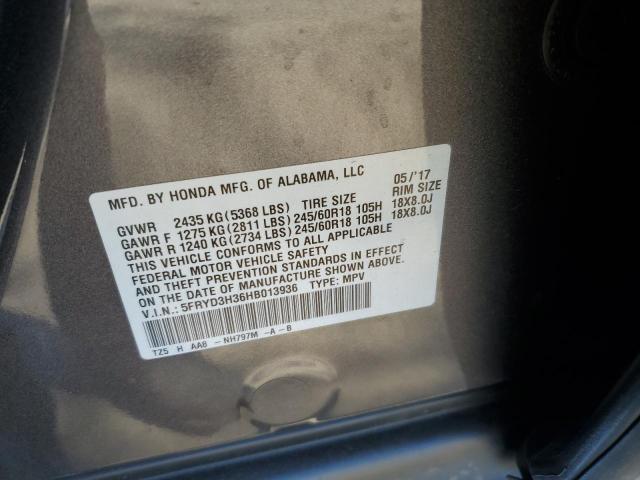 MFD. BY HONDA MFG. OF ALABAMA, LLC 05/'17
GVWR 2435 KG (5368 LBS) TIRE SIZE RIM SIZE
GAWR F 1275 KG (2811 LBS) 245/60R18 105H 18X8.0J
GAWR R 1240 KG (2734 LBS) 245/60R18 105H 18X8.0J
THIS VEHICLE CONFORMS TO ALL APPLICABLE
FEDERAL MOTOR VEHICLE SAFETY
AND THEFT PREVENTION STANDARDS IN EFFECT
ON THE DATE OF MANUFACTURE SHOWN ABOVE.
V.I.N.: 5FRYD3H36HB013936 TYPE: MPV
TZ5 H AA8 - NH797M -A -B